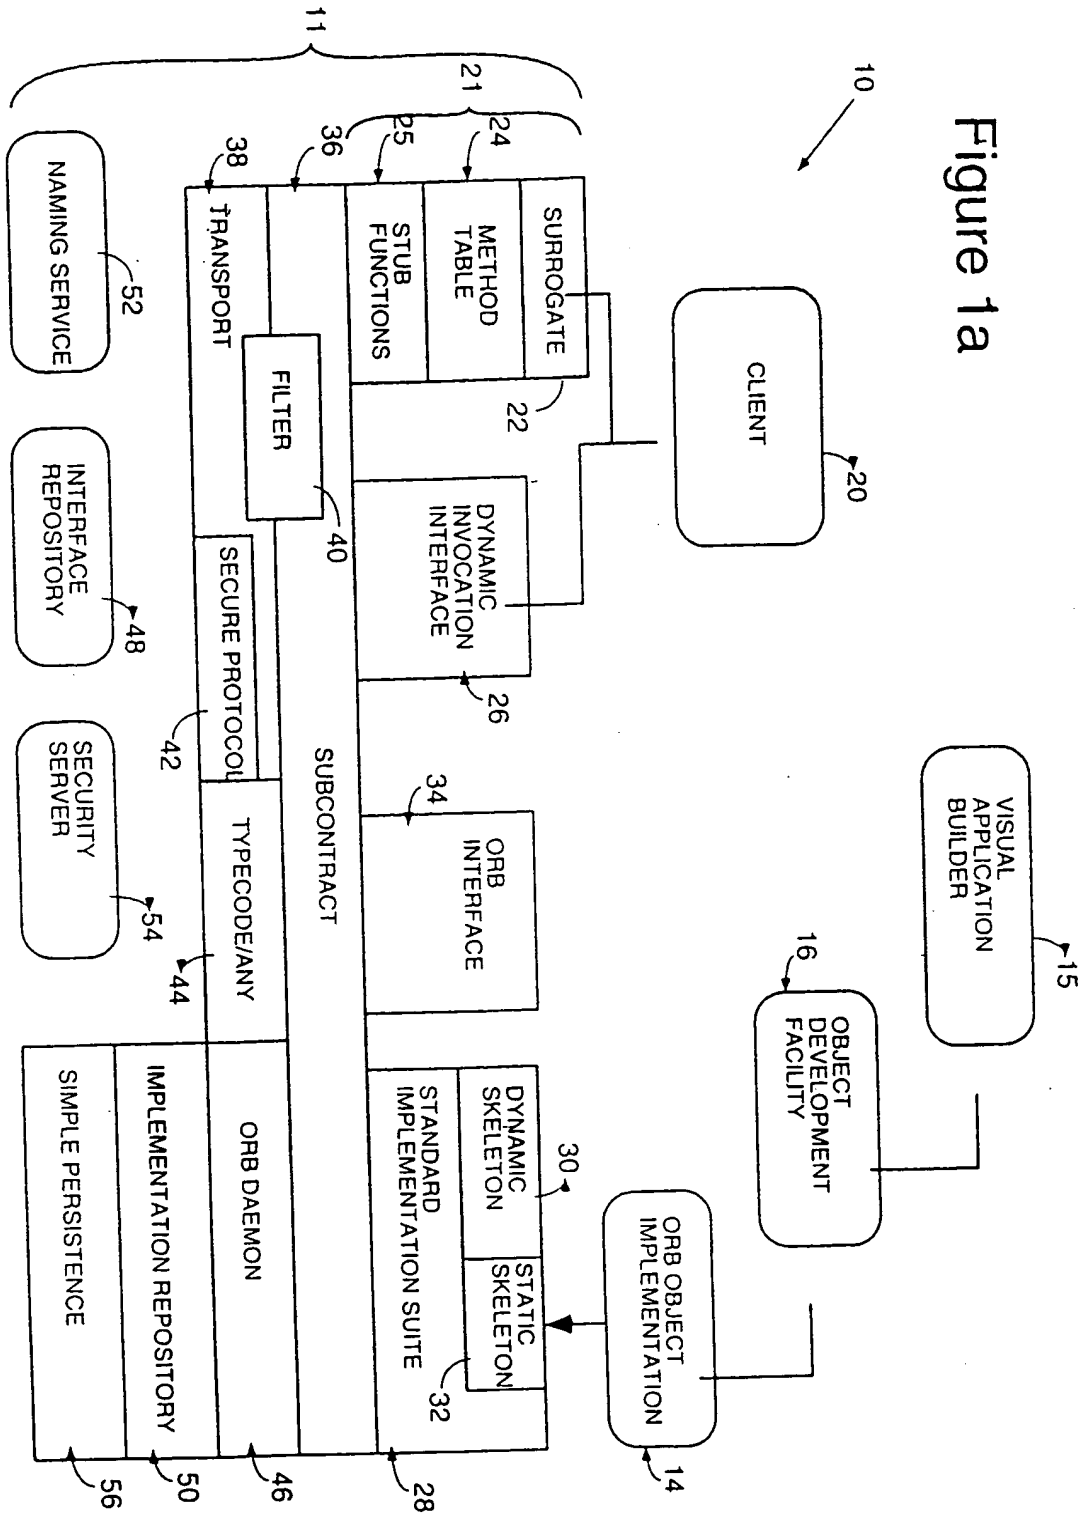 Figure 1a
10
VISUAL
APPLICATION
BUILDER
15
CLIENT
20
OBJECT
DEVELOPMENT
FACILITY
16
ORB OBJECT
IMPLEMENTATION
14
11
21
24
25
36
38
SURROGATE
22
METHOD
TABLE
STUB
FUNCTIONS
DYNAMIC
INVOCATION
INTERFACE
26
ORB
INTERFACE
34
DYNAMIC
SKELETON
30
STATIC
SKELETON
32
STANDARD
IMPLEMENTATION SUITE
28
SUBCONTRACT
FILTER
40
TRANSPORT
SECURE PROTOCOL
42
TYPECODE/ANY
44
ORB DAEMON
46
IMPLEMENTATION REPOSITORY
50
SIMPLE PERSISTENCE
56
NAMING SERVICE
52
INTERFACE
REPOSITORY
48
SECURITY
SERVER
54